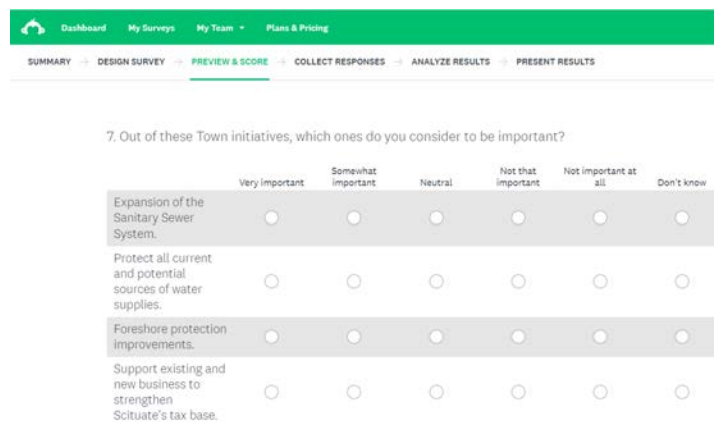 Dashboard My Surveys My Team Plans & Pricing
SUMMARY DESIGN SURVEY PREVIEW & SCORE COLLECT RESPONSES ANALYZE RESULTS PRESENT RESULTS
7. Out of these Town initiatives, which ones do you consider to be important?
Very important Somewhat important Neutral Not that important Not important at all Don't know
Expansion of the
Sanitary Sewer
System.
Protect all current
and potential
sources of water
supplies.
Foreshore protection
improvements.
Support existing and
new business to
strengthen
Scituate's tax base.